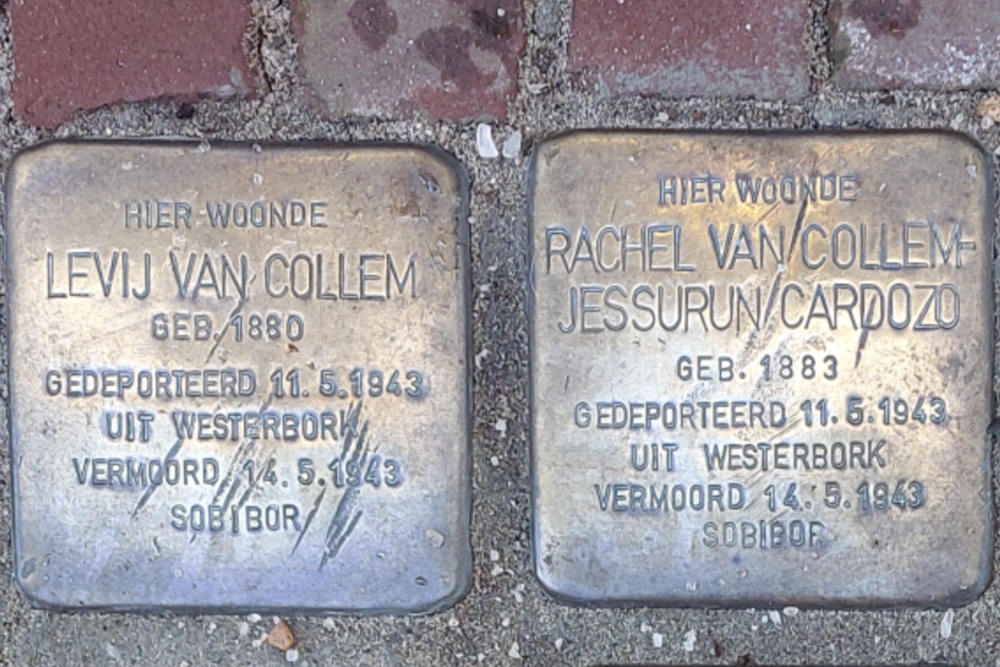 HIER WOONDE
LEVIJ VAN COLLEM
GEB. 1880
GEDEPORTEERD 11.5.1943
UIT WESTERBORK
VERMOORD 14.5.1943
SOBIBOR
HIER WOONDE
RACHEL VAN COLLEM-
JESSURUN CARDOZO
GEB. 1883
GEDEPORTEERD 11.5.1943
UIT WESTERBORK
VERMOORD 14.5.1943
SOBIBOR